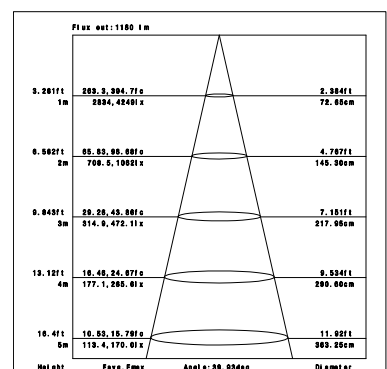 Flux out:1160 lm
3.281ft 263.3,394.7fc 2.384ft
1m 2834,4249lx 72.65cm
6.562ft 65.83,98.68fc 4.767ft
2m 708.5,1062lx 145.30cm
9.843ft 29.26,43.86fc 7.151ft
3m 314.9,472.1lx 217.95cm
13.12ft 16.46,24.67fc 9.534ft
4m 177.1,265.6lx 290.60cm
16.4ft 10.53,15.79fc 11.92ft
5m 113.4,170.0lx 363.25cm
Height Eavg,Emax Angle:39.93deg Diameter